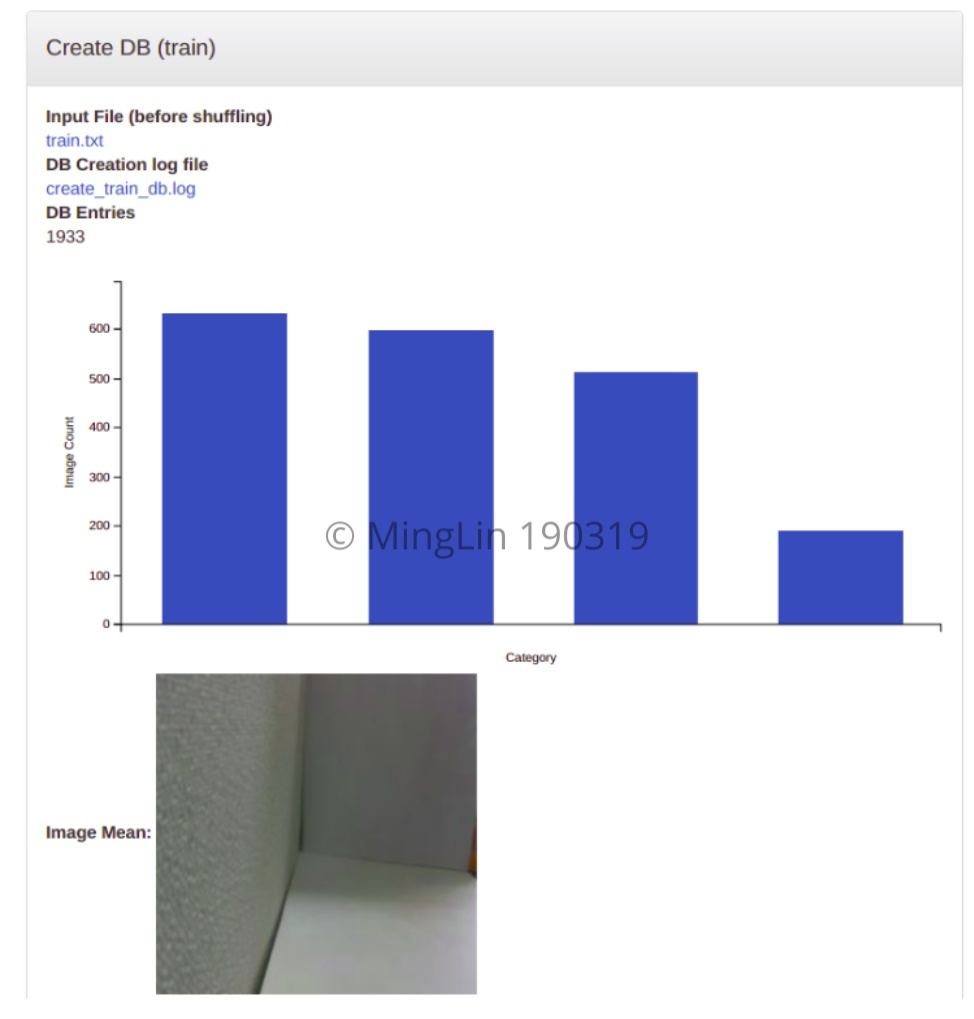 Create DB (train)
Input File (before shuffling)
train.txt
DB Creation log file
create_train_db.log
DB Entries
1933
600
500
400
300
200
100
0
Image Count
© MingLin 190319
Category
Image Mean: